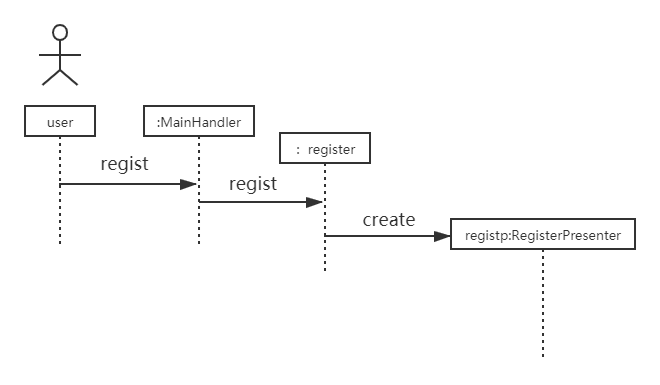 user
:MainHandler
: register
regist
regist
create
registp:RegisterPresenter